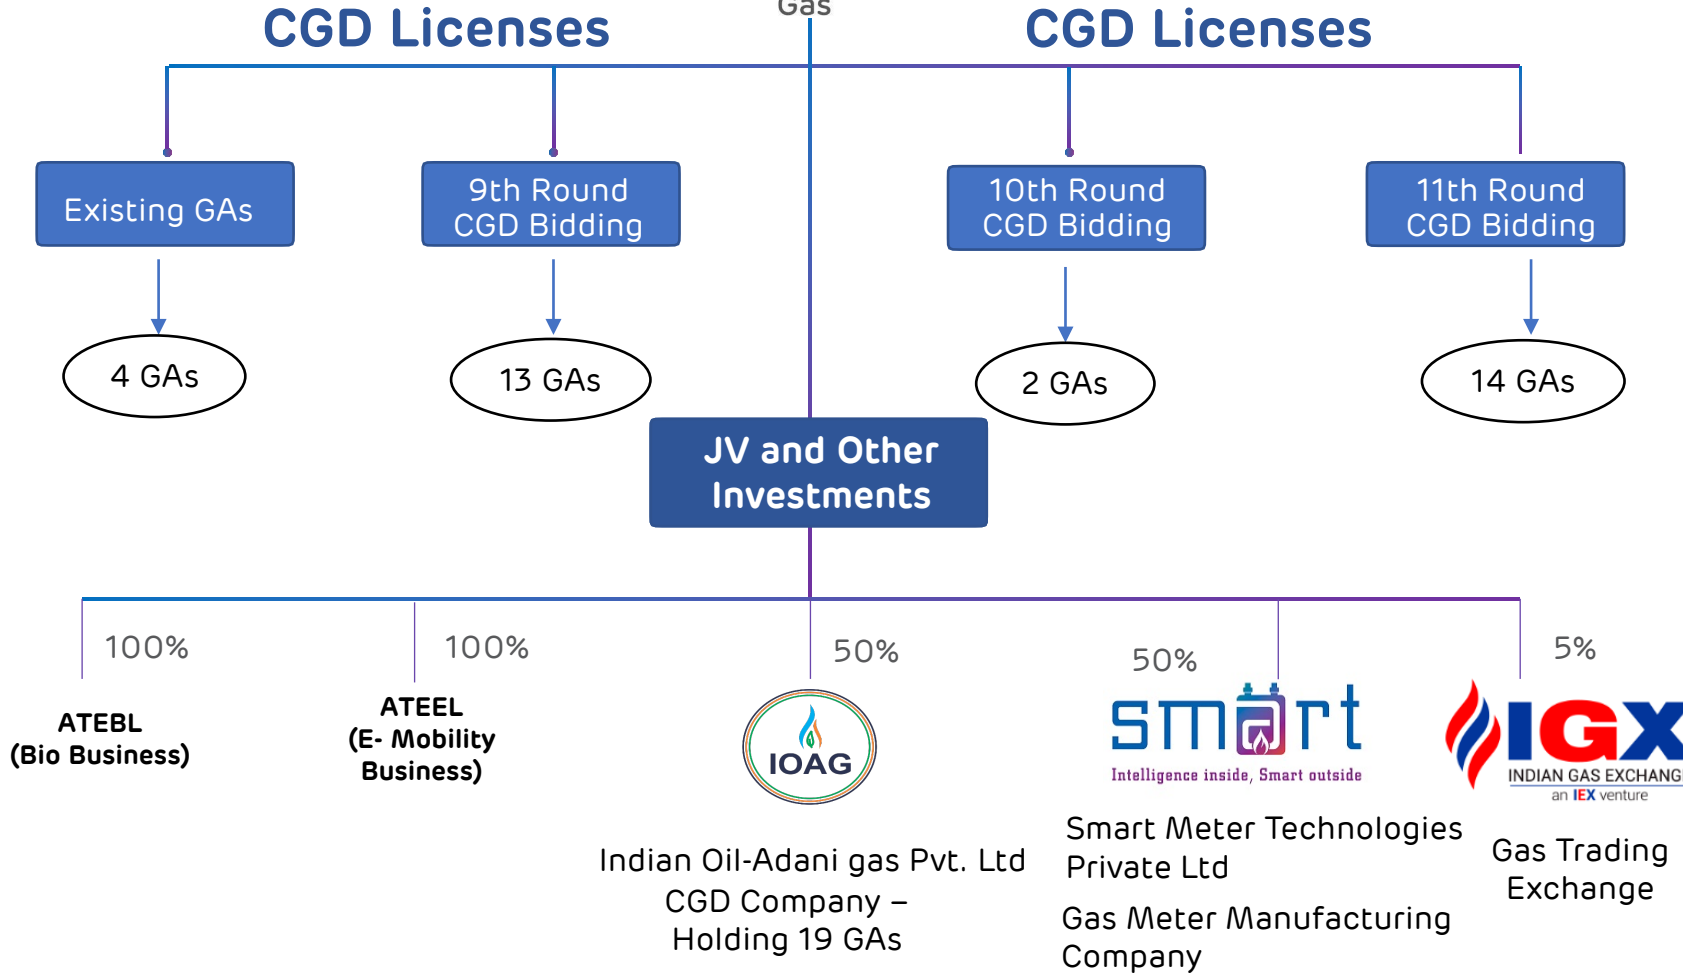 Gas
CGD Licenses
CGD Licenses
Existing GAs
9th Round
CGD Bidding
10th Round
CGD Bidding
11th Round
CGD Bidding
4 GAs
13 GAs
2 GAs
14 GAs
JV and Other
Investments
100%
100%
50%
50%
5%
ATEBL
(Bio Business)
ATEEL
(E- Mobility
Business)
IOAG
smart
Intelligence inside, Smart outside
IGX
INDIAN GAS EXCHANGE
an IEX venture
Indian Oil-Adani gas Pvt. Ltd
CGD Company –
Holding 19 GAs
Smart Meter Technologies
Private Ltd
Gas Meter Manufacturing
Company
Gas Trading
Exchange